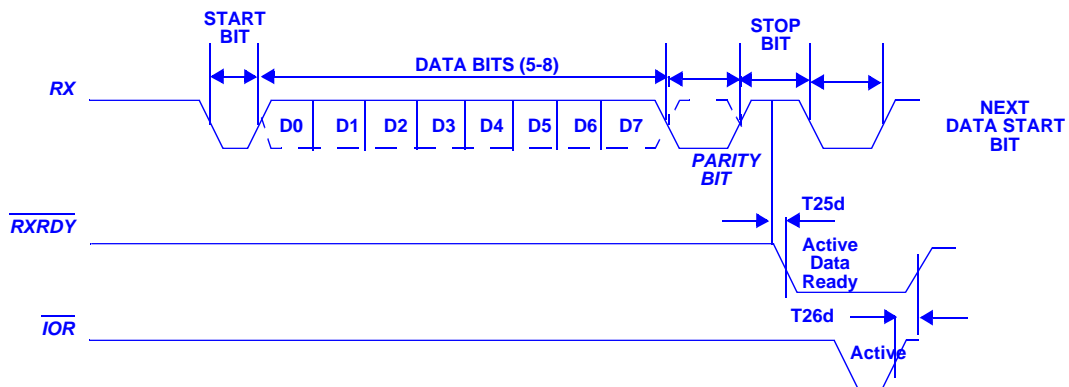 START
BIT
STOP
BIT
DATA BITS (5-8)
RX
D0 D1 D2 D3 D4 D5 D6 D7
NEXT
DATA START
BIT
PARITY
BIT
T25d
RXRDY
Active
Data
Ready
T26d
IOR
Active